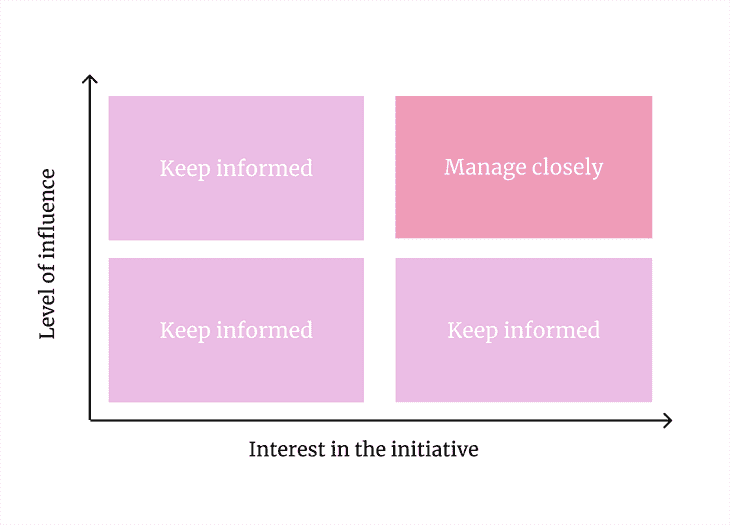 Keep informed
Manage closely
Level of influence
Keep informed
Keep informed
Interest in the initiative